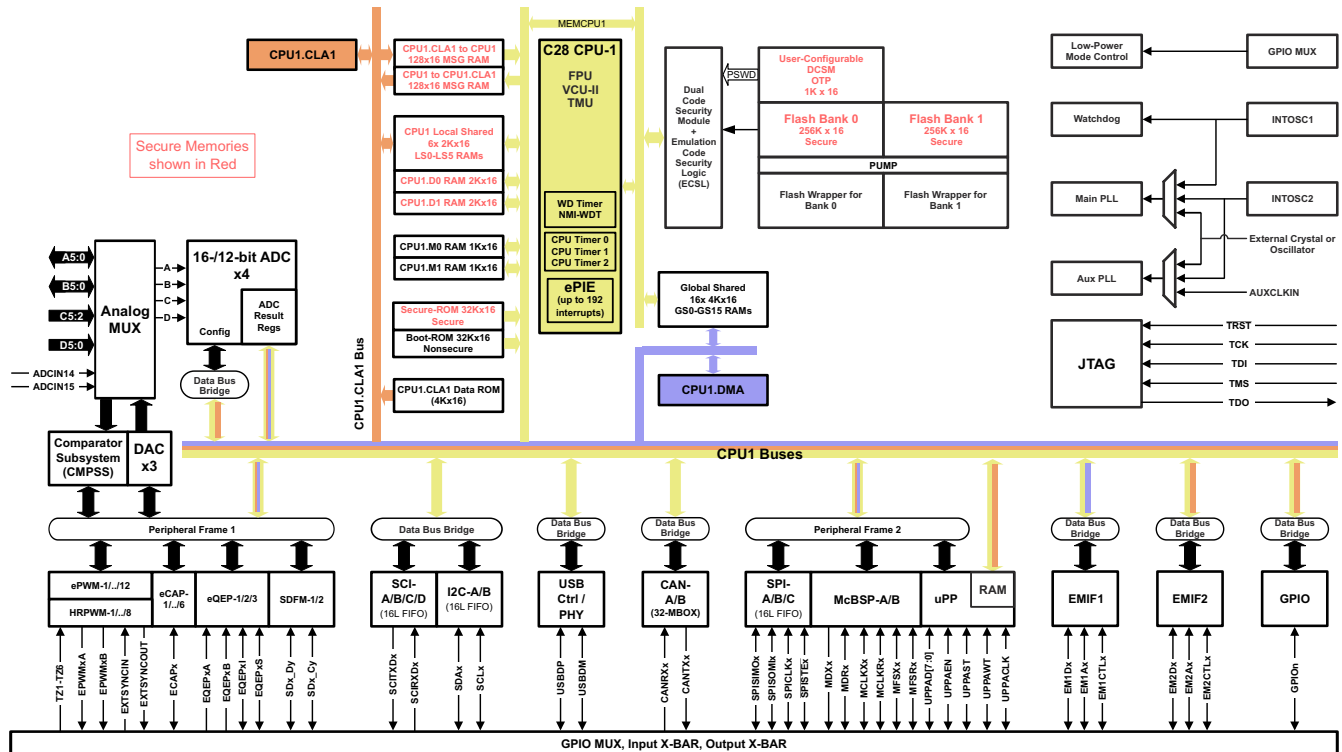 MEMCPU1
CPU1.CLA1
CPU1.CLA1 to CPU1
128x16 MSG RAM
CPU1 to CPU1.CLA1
128x16 MSG RAM
CPU1 Local Shared
6x 2Kx16
LS0-LS5 RAMs
CPU1.D0 RAM 2Kx16
CPU1.D1 RAM 2Kx16
CPU1.M0 RAM 1Kx16
CPU1.M1 RAM 1Kx16
Secure-ROM 32Kx16
Secure
Boot-ROM 32Kx16
Nonsecure
CPU1.CLA1 Data ROM
(4Kx16)
CPU1.CLA1 Bus
C28 CPU-1
FPU
VCU-II
TMU
WD Timer
NMI-WDT
CPU Timer 0
CPU Timer 1
CPU Timer 2
ePIE
(up to 192
interrupts)
Dual
Code
Security
Module
+
Emulation
Code
Security
Logic
(ECSL)
PSWD
User-Configurable
DCSM
OTP
1K x 16
Flash Bank 0
256K x 16
Secure
Flash Bank 1
256K x 16
Secure
PUMP
Flash Wrapper for
Bank 0
Flash Wrapper for
Bank 1
Global Shared
16x 4Kx16
GS0-GS15 RAMs
CPU1.DMA
Low-Power
Mode Control
GPIO MUX
Watchdog
INTOSC1
Main PLL
INTOSC2
External Crystal or
Oscillator
Aux PLL
AUXCLKIN
JTAG
TRST
TCK
TDI
TMS
TDO
Secure Memories
shown in Red
A5:0
B5:0
C5:2
D5:0
ADCIN14
ADCIN15
Analog
MUX
A
B
C
D
16-/12-bit ADC
x4
Config
ADC
Result
Regs
Data Bus
Bridge
Comparator
Subsystem
(CMPSS)
DAC
x3
CPU1 Buses
Peripheral Frame 1
Data Bus Bridge
Data Bus
Bridge
Data Bus
Bridge
Peripheral Frame 2
Data Bus
Bridge
Data Bus
Bridge
Data Bus
Bridge
ePWM-1/../12
HRPWM-1/../8
eCAP-
1/../6
eQEP-1/2/3
SDFM-1/2
SCI-
A/B/C/D
(16L FIFO)
I2C-A/B
(16L FIFO)
USB
Ctrl /
PHY
CAN-
A/B
(32-MBOX)
SPI-
A/B/C
(16L FIFO)
McBSP-A/B
uPP
RAM
EMIF1
EMIF2
GPIO
TZ1-TZ6
EPWMxA
EPWMxB
EXTSYNCIN
EXTSYNCOUT
ECAPx
EQEPxA
EQEPxB
EQEPxI
EQEPxS
SDx_Dy
SDx_Cy
SCITXDx
SCIRXDx
SDAx
SCLx
USBDP
USBDM
CANRXx
CANTXx
SPISIMOx
SPISOMIx
SPICLKx
SPISTEx
MDXx
MDRx
MCLKXx
MCLKRx
MFSXx
MFSRx
UPPAD[7:0]
UPPAEN
UPPAST
UPPAWT
UPPACLK
EM1Dx
EM1Ax
EM1CTLx
EM2Dx
EM2Ax
EM2CTLx
GPIOn
GPIO MUX, Input X-BAR, Output X-BAR